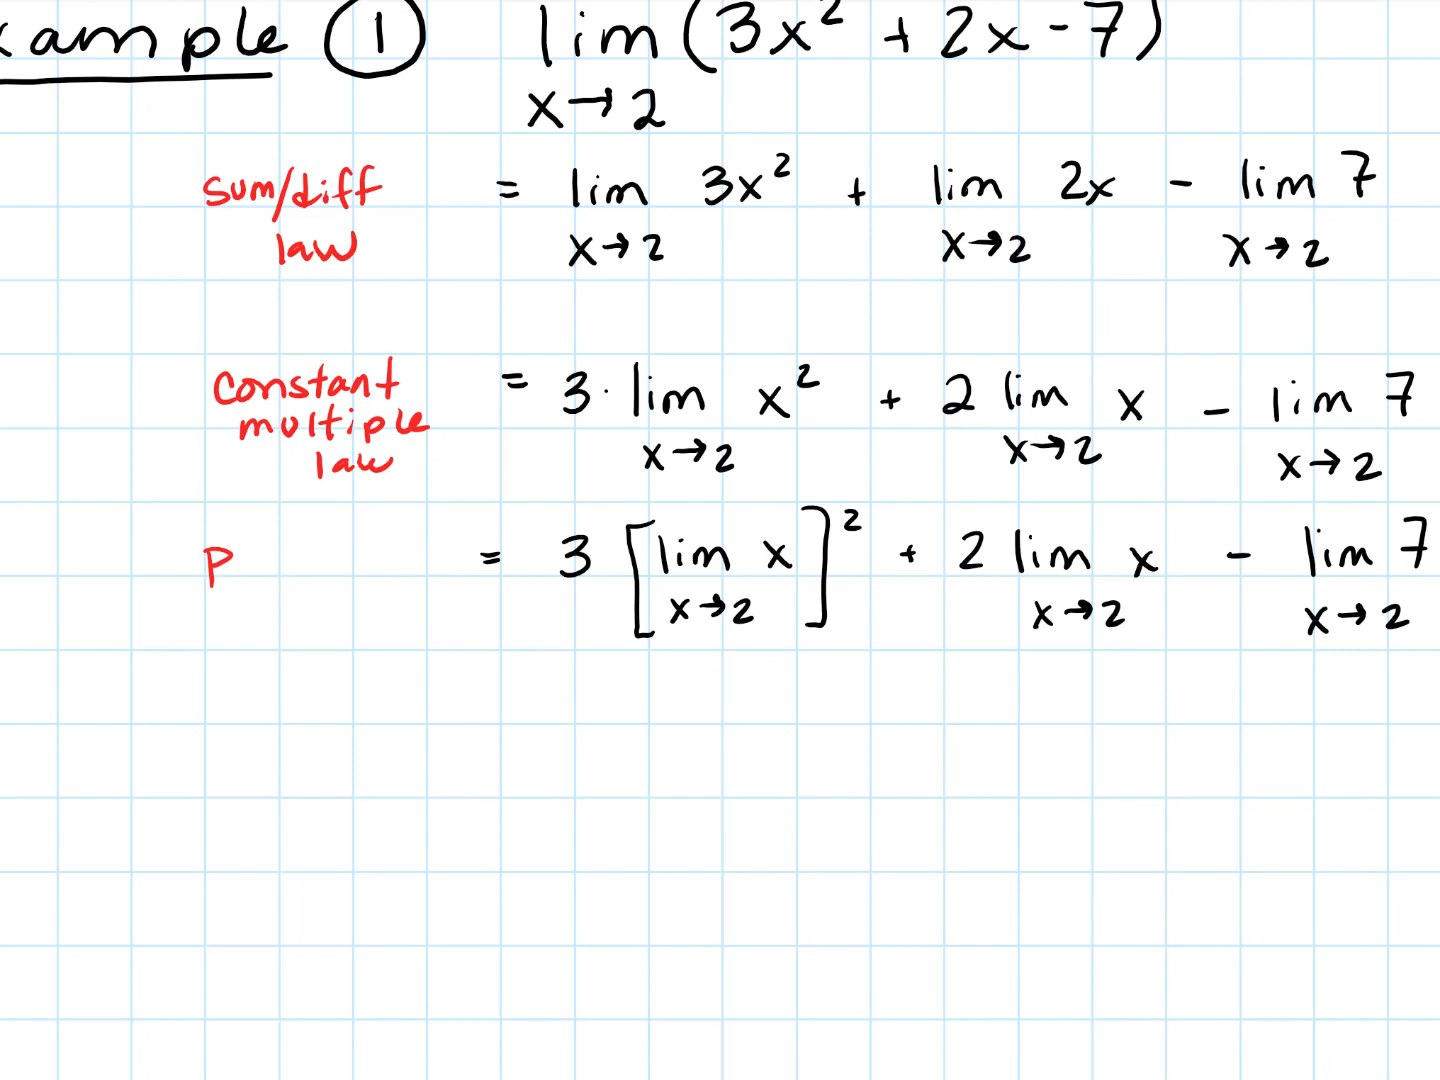 xample ① lim (3x² + 2x - 7)
x→2
sum/diff = lim 3x² + lim 2x - lim 7
law x→2 x→2 x→2
constant = 3 · lim x² + 2 lim x - lim 7
multiple x→2 x→2 x→2
law
P = 3 [lim x]² + 2 lim x - lim 7
x→2 x→2 x→2